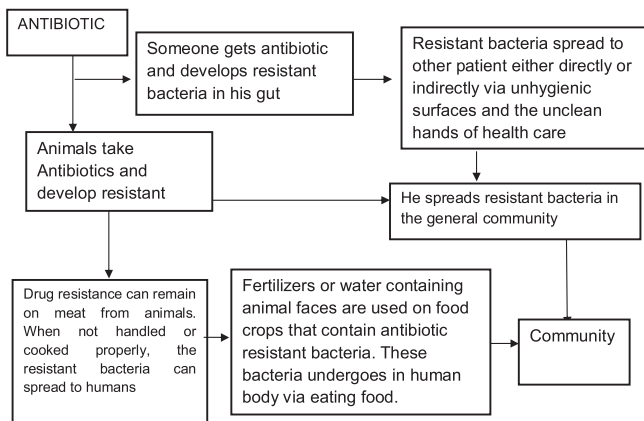 ANTIBIOTIC
Someone gets antibiotic
and develops resistant
bacteria in his gut
Resistant bacteria spread to
other patient either directly or
indirectly via unhygienic
surfaces and the unclean
hands of health care
Animals take
Antibiotics and
develop resistant
He spreads resistant bacteria in
the general community
Drug resistance can remain
on meat from animals.
When not handled or
cooked properly, the
resistant bacteria can
spread to humans
Fertilizers or water containing
animal faces are used on food
crops that contain antibiotic
resistant bacteria. These
bacteria undergoes in human
body via eating food.
Community